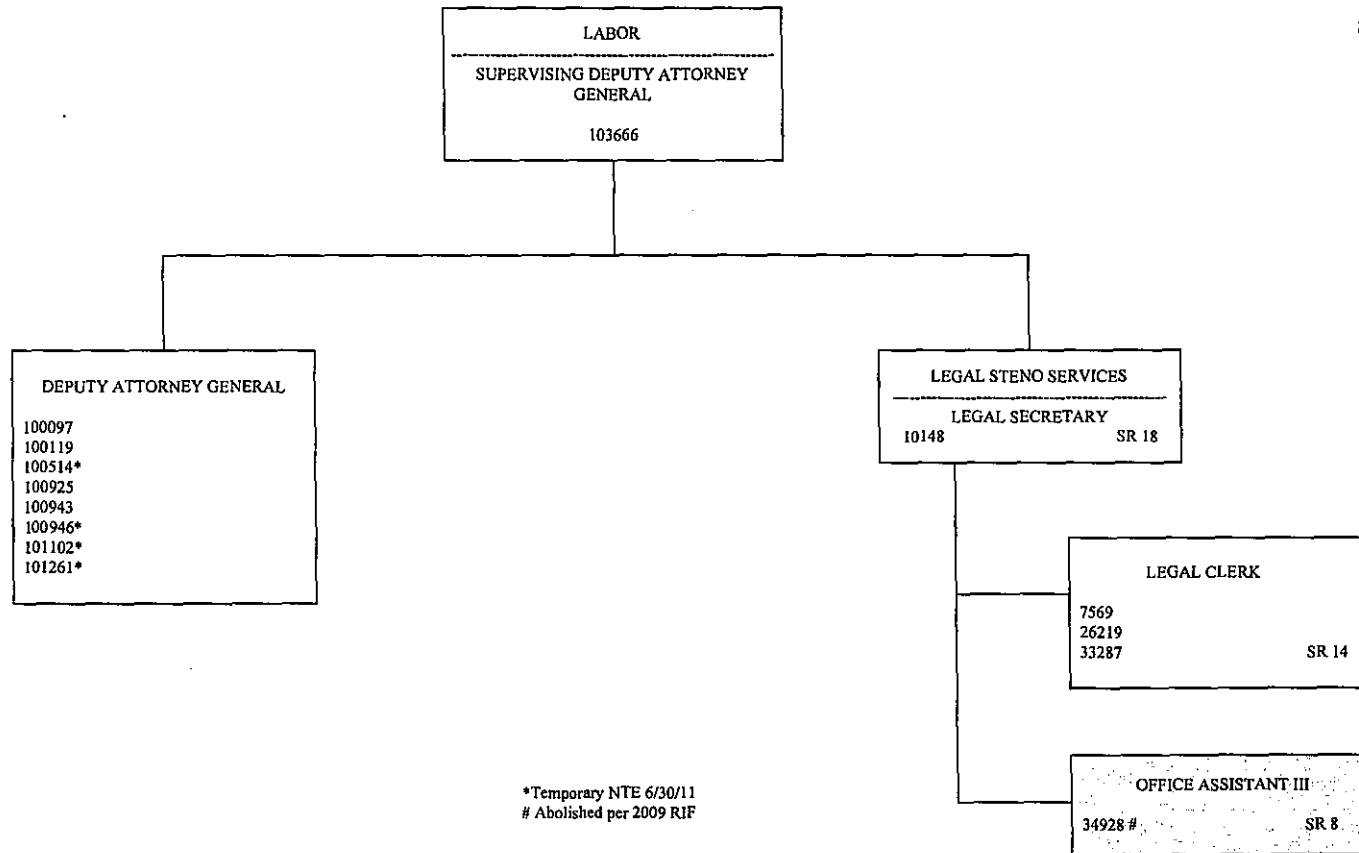 LABOR
SUPERVISING DEPUTY ATTORNEY
GENERAL
103666
DEPUTY ATTORNEY GENERAL
100097
100119
100514*
100925
100943
100946*
101102*
101261*
LEGAL STENO SERVICES
LEGAL SECRETARY
10148 SR 18
LEGAL CLERK
7569
26219
33287 SR 14
OFFICE ASSISTANT III
34928 # SR 8
*Temporary NTE 6/30/11
# Abolished per 2009 RIF